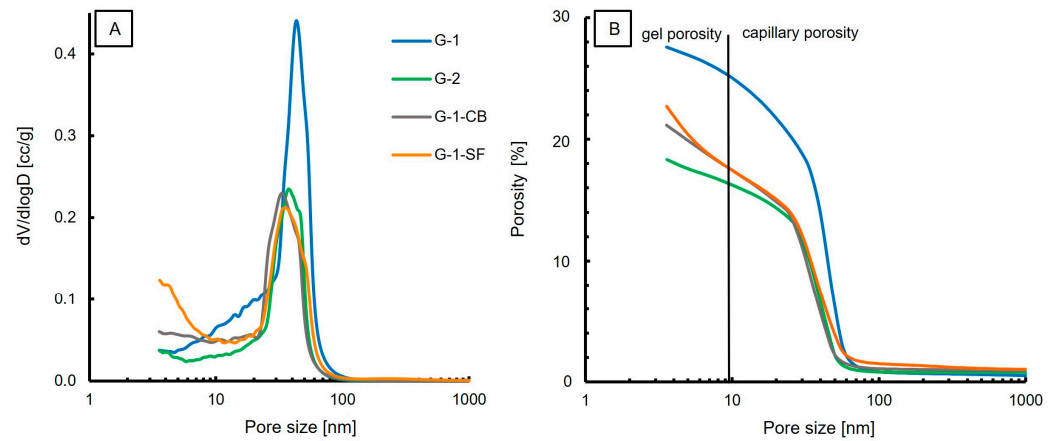 A
dV/dlogD [cc/g]
0.4
0.3
0.2
0.1
0.0
1 10 100 1000
Pore size [nm]
G-1
G-2
G-1-CB
G-1-SF
B
gel porosity capillary porosity
Porosity [%]
30
20
10
0
1 10 100 1000
Pore size [nm]